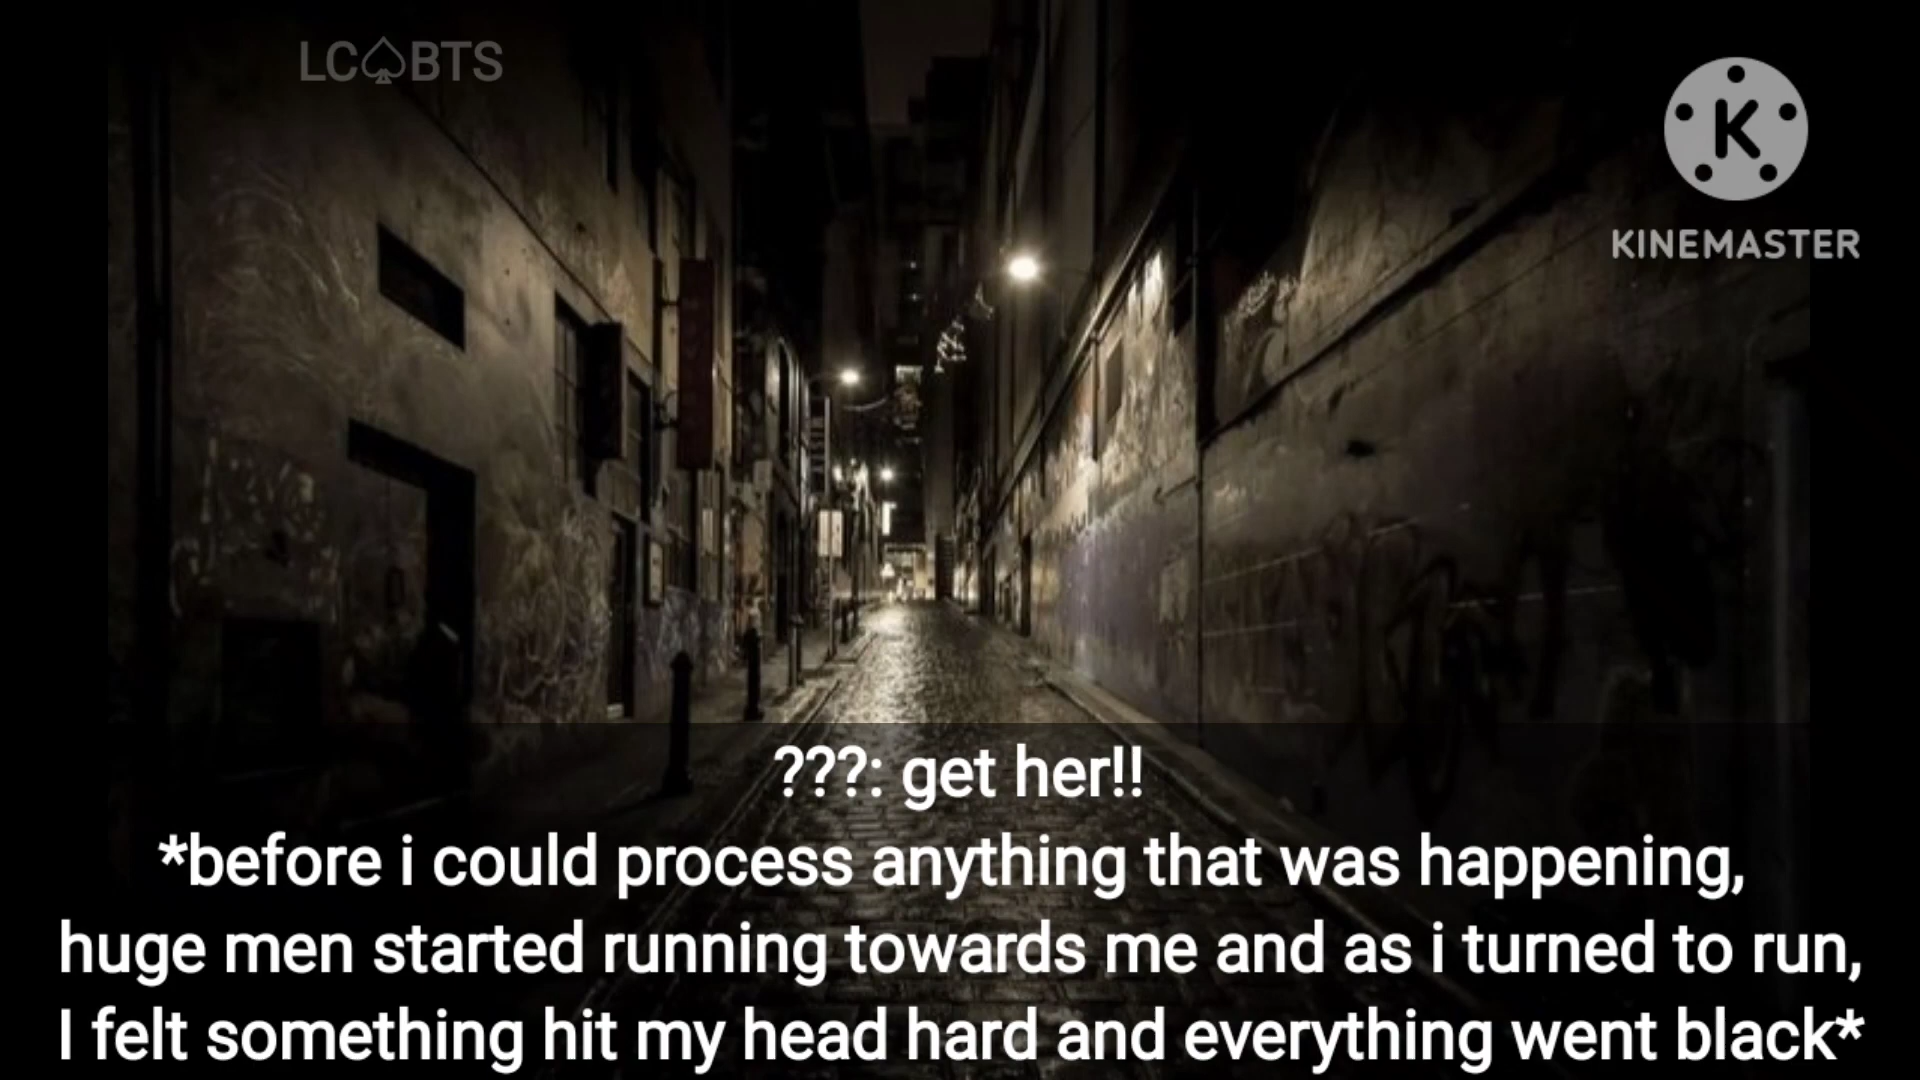 LC♤BTS
K
KINEMASTER
???: get her!!
*before i could process anything that was happening,
huge men started running towards me and as i turned to run,
I felt something hit my head hard and everything went black*